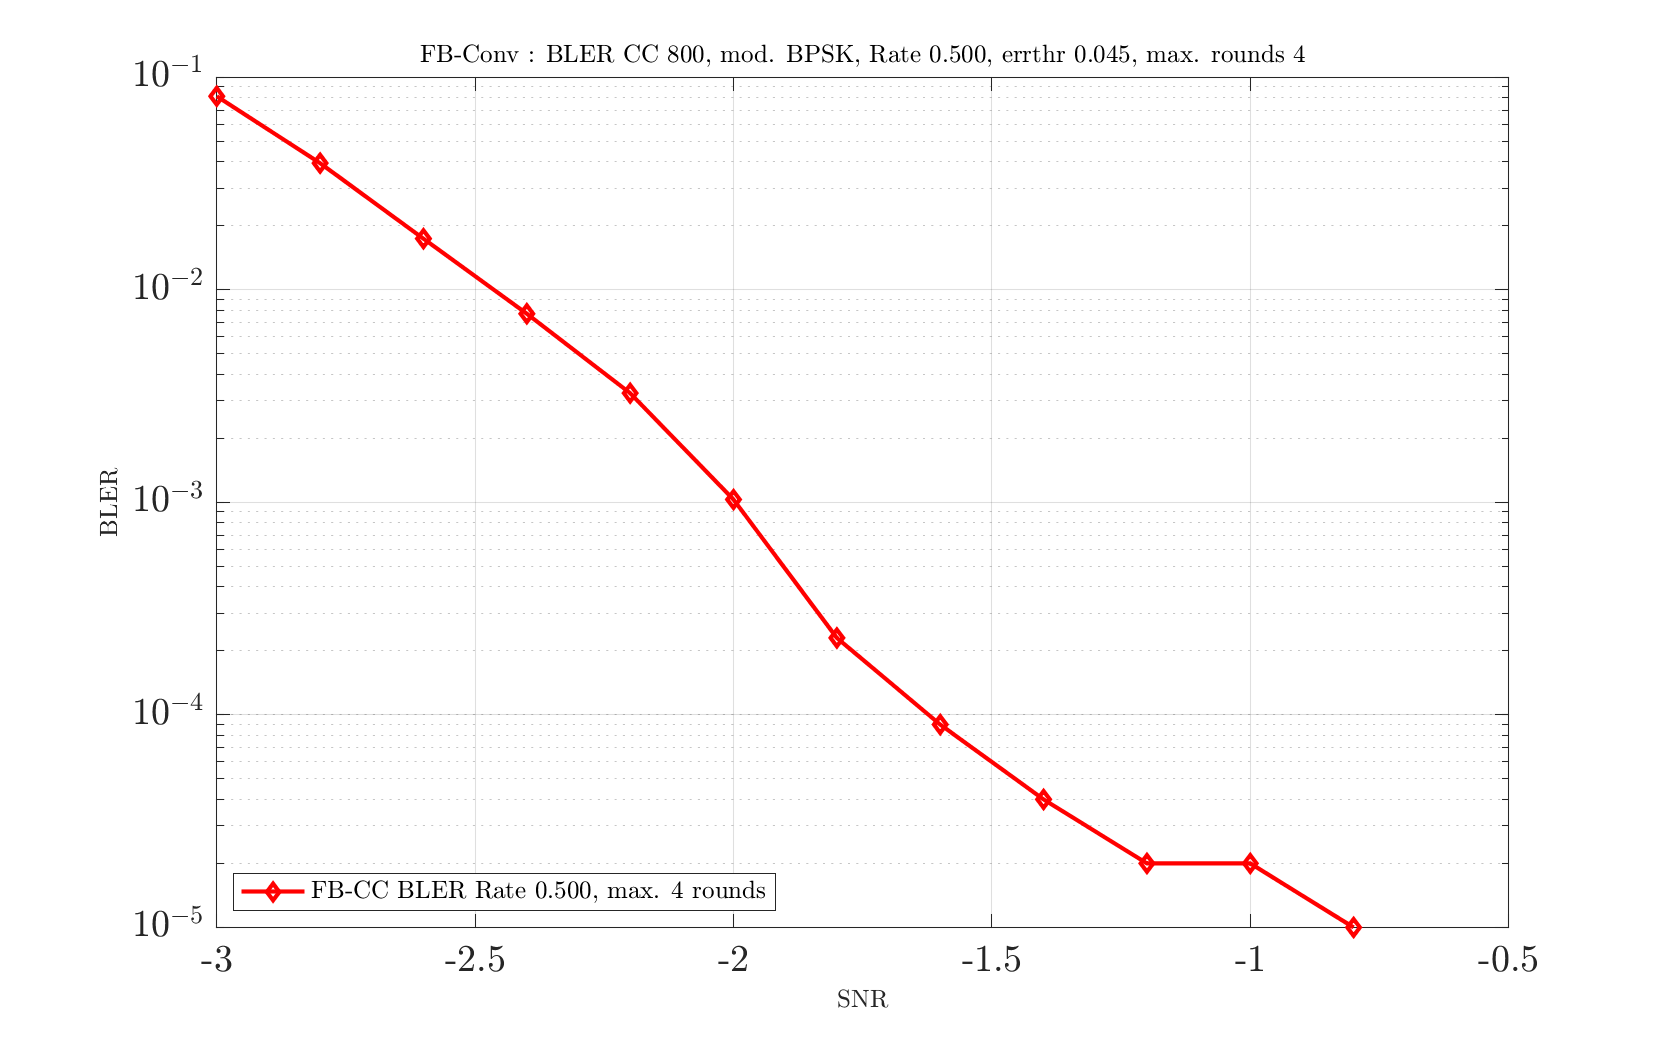 FB-Conv : BLER CC 800, mod. BPSK, Rate 0.500, errthr 0.045, max. rounds 4
10⁻¹
10⁻²
10⁻³
10⁻⁴
10⁻⁵
BLER
FB-CC BLER Rate 0.500, max. 4 rounds
-3 -2.5 -2 -1.5 -1 -0.5
SNR